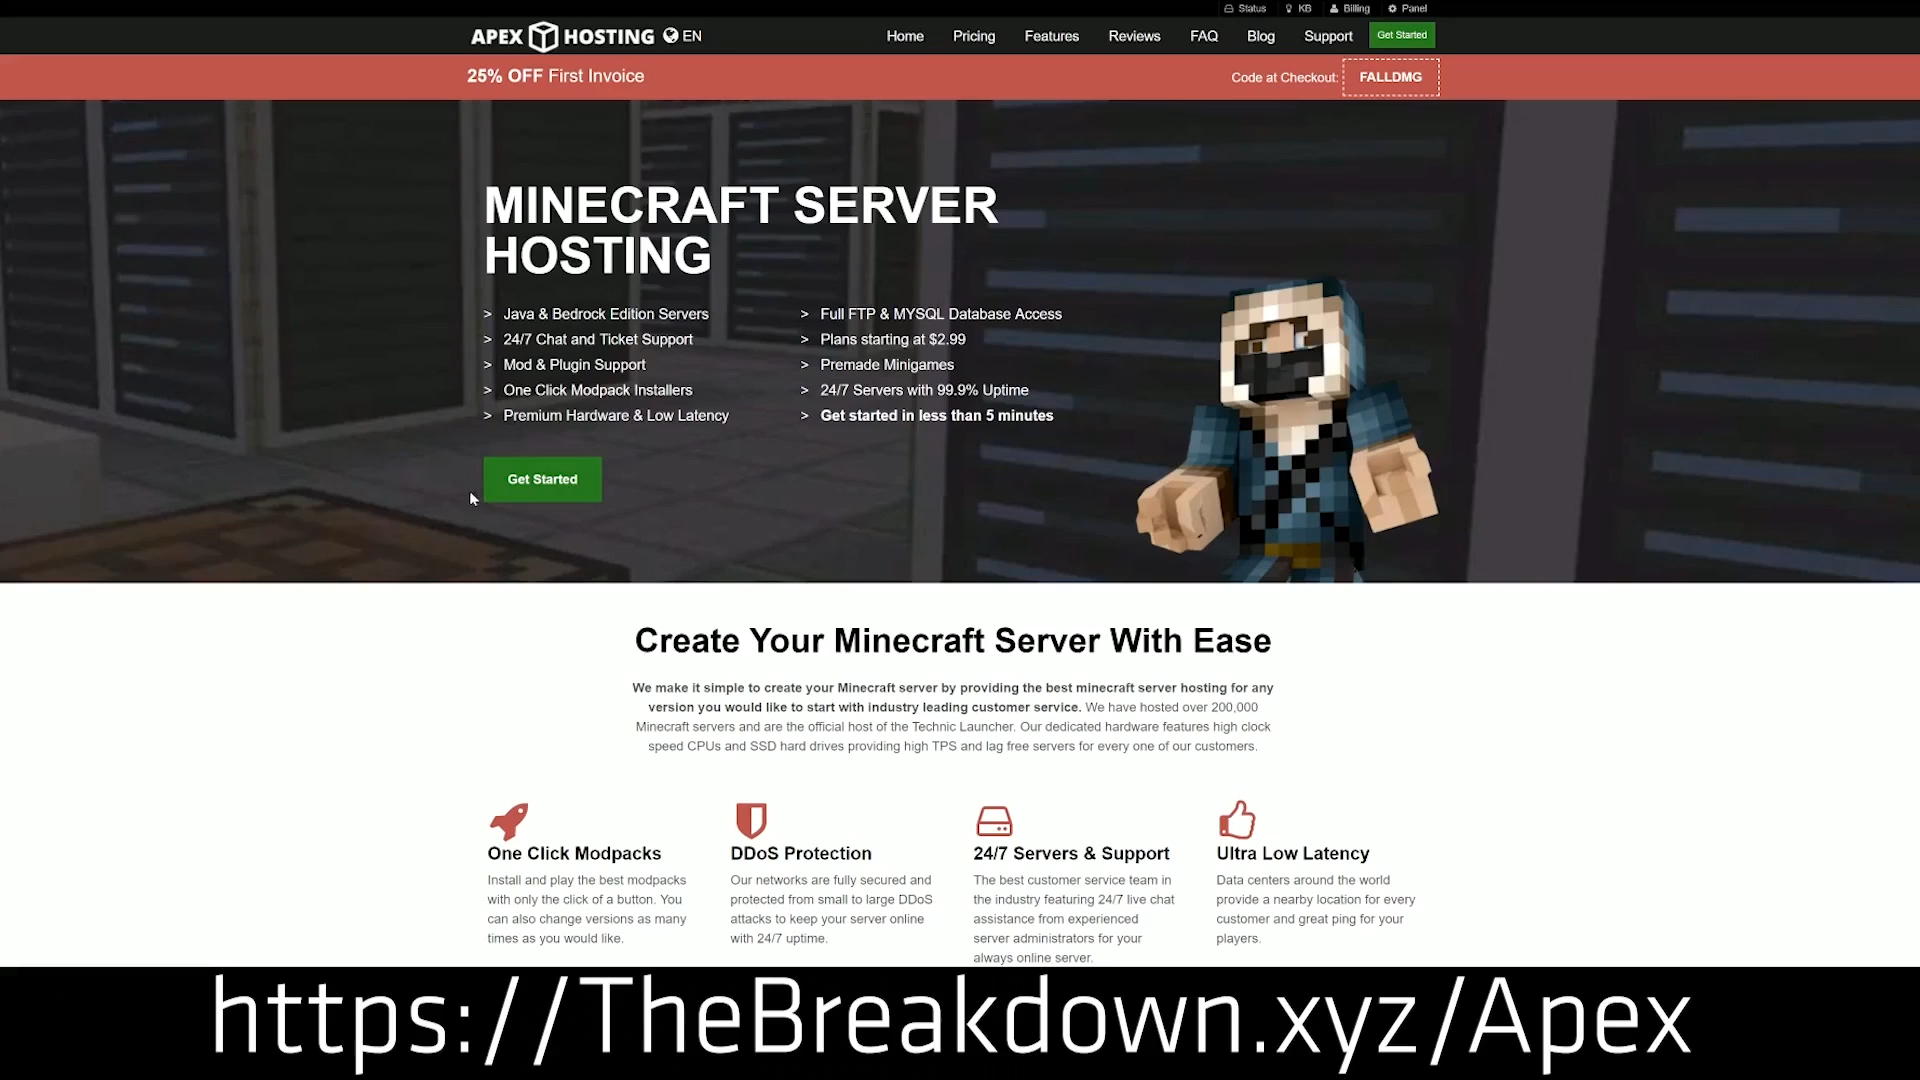 Status KB Billing Panel
APEX HOSTING EN Home Pricing Features Reviews FAQ Blog Support Get Started
25% OFF First Invoice Code at Checkout: FALLDMG
MINECRAFT SERVER
HOSTING
> Java & Bedrock Edition Servers
> 24/7 Chat and Ticket Support
> Mod & Plugin Support
> One Click Modpack Installers
> Premium Hardware & Low Latency
> Full FTP & MYSQL Database Access
> Plans starting at $2.99
> Premade Minigames
> 24/7 Servers with 99.9% Uptime
> Get started in less than 5 minutes
Get Started
Create Your Minecraft Server With Ease
We make it simple to create your Minecraft server by providing the best minecraft server hosting for any
version you would like to start with industry leading customer service. We have hosted over 200,000
Minecraft servers and are the official host of the Technic Launcher. Our dedicated hardware features high clock
speed CPUs and SSD hard drives providing high TPS and lag free servers for every one of our customers.
One Click Modpacks
Install and play the best modpacks
with only the click of a button. You
can also change versions as many
times as you would like.
DDoS Protection
Our networks are fully secured and
protected from small to large DDoS
attacks to keep your server online
with 24/7 uptime.
24/7 Servers & Support
The best customer service team in
the industry featuring 24/7 live chat
assistance from experienced
server administrators for your
always online server.
Ultra Low Latency
Data centers around the world
provide a nearby location for every
customer and great ping for your
players.
https://TheBreakdown.xyz/Apex